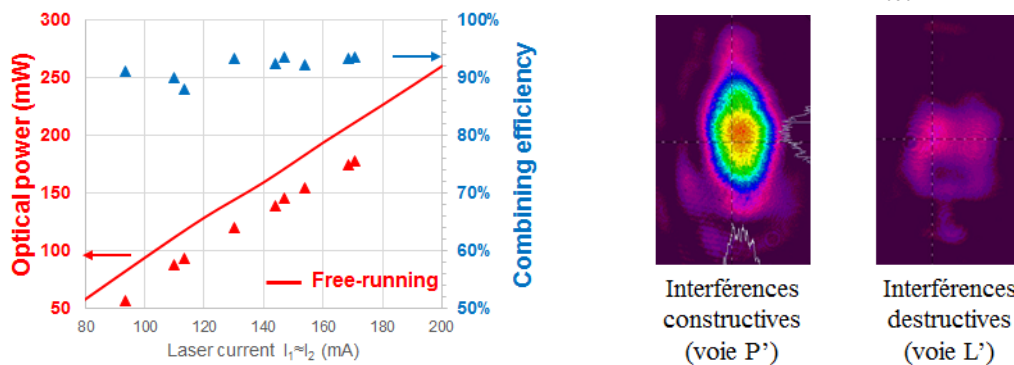 Optical power (mW)
300
250
200
150
100
50
100%
90%
80%
70%
60%
50%
Combining efficiency
Free-running
80 100 120 140 160 180 200
Laser current I₁≈I₂ (mA)
Interférences
constructives
(voie P’)
Interférences
destructives
(voie L’)